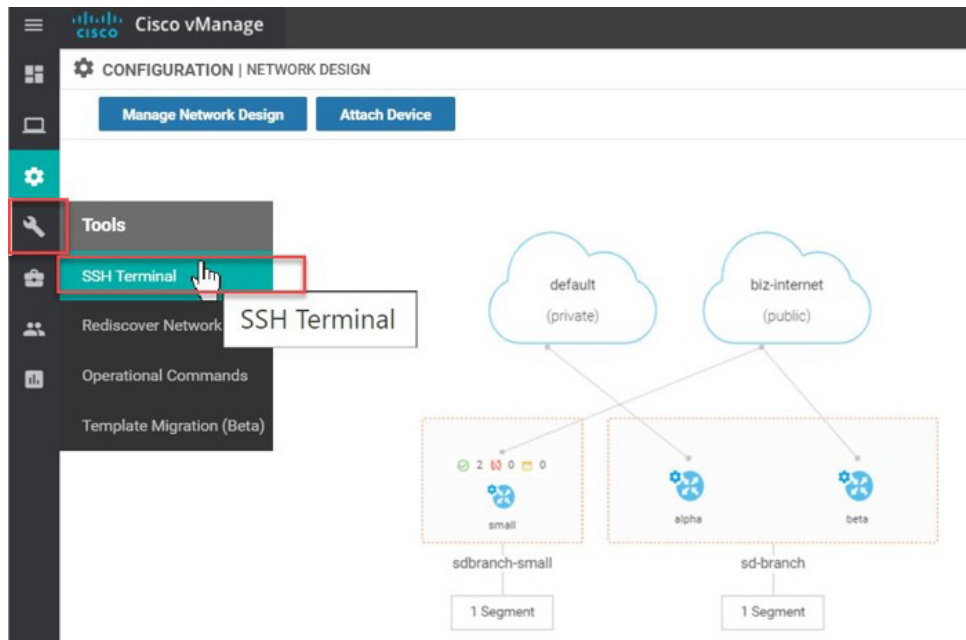 cisco Cisco vManage
CONFIGURATION | NETWORK DESIGN
Manage Network Design Attach Device
Tools
SSH Terminal
SSH Terminal
Rediscover Network
Operational Commands
Template Migration (Beta)
default
(private)
biz-internet
(public)
2 0 0
small
alpha
beta
sdbranch-small
sd-branch
1 Segment
1 Segment